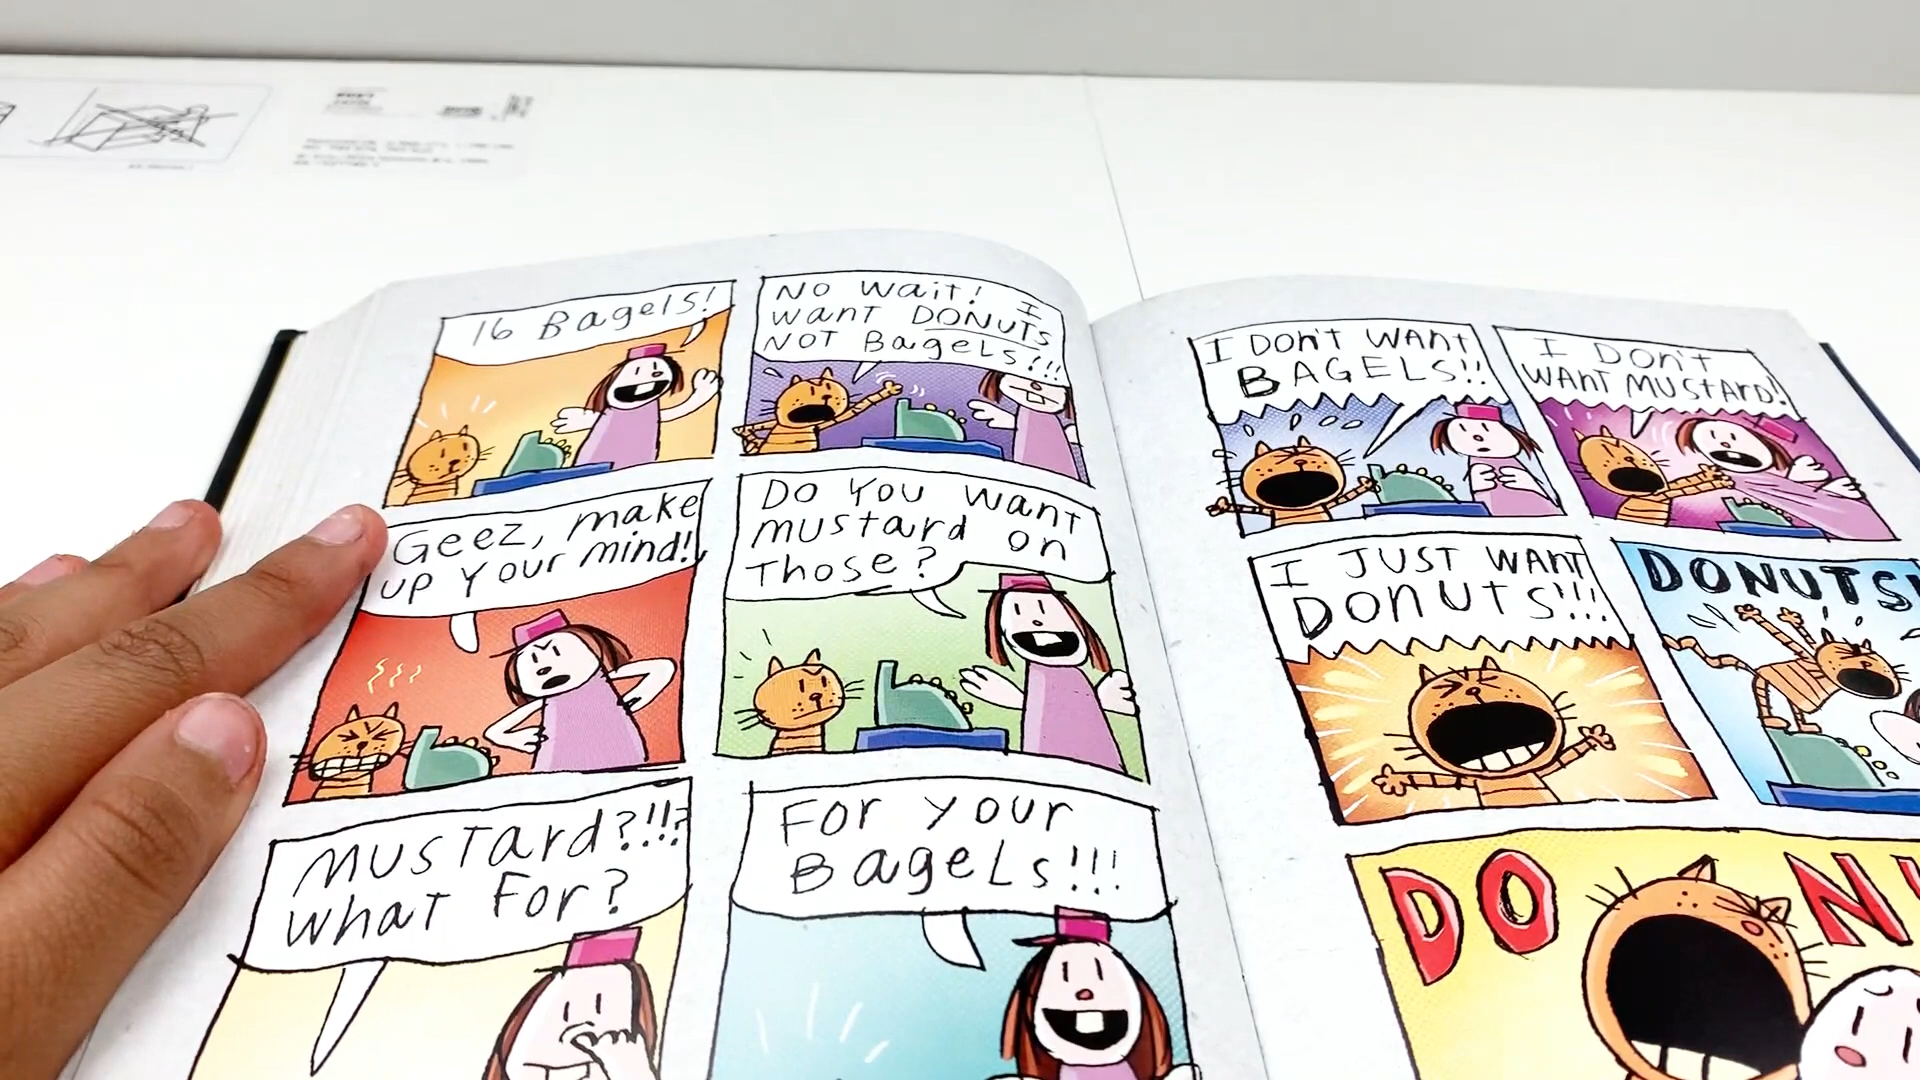 16 Bagels!
No wait! I
want DONUTS
NOT BageLs!!!
Geez, make
up your mind!
Do you want
mustard on
Those?
Mustard?!!?
what For?
For your
BageLs!!!
I DON'T WANT
BAGELS!!
I DON'T
WANT MUSTARD!
I JUST WANT
DONUTS!!!
DONUTS!
DON